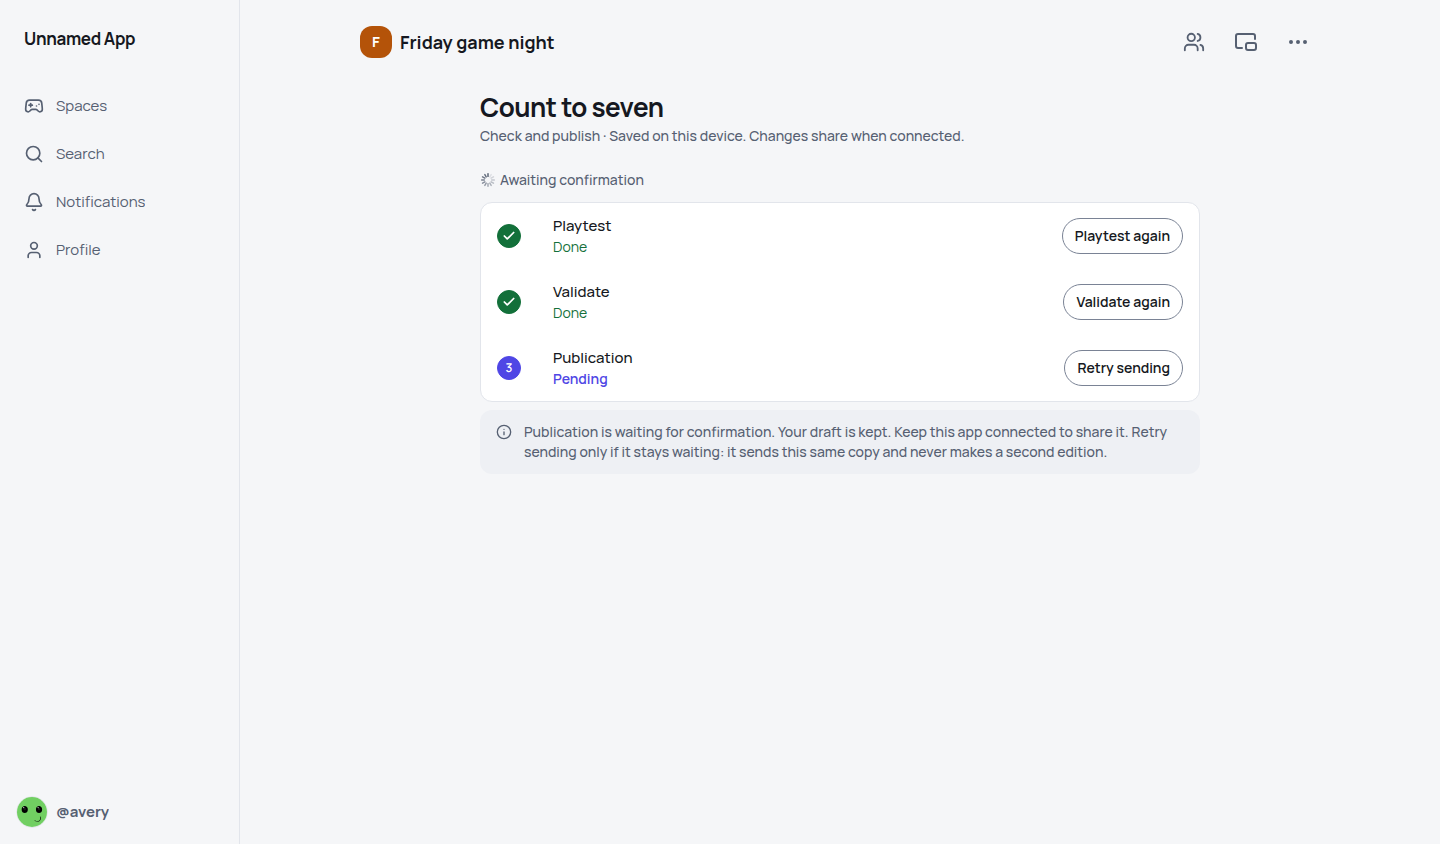 Unnamed App
Spaces
Search
Notifications
Profile
@avery
F Friday game night
Count to seven
Check and publish · Saved on this device. Changes share when connected.
Awaiting confirmation
Playtest
Done
Playtest again
Validate
Done
Validate again
3
Publication
Pending
Retry sending
Publication is waiting for confirmation. Your draft is kept. Keep this app connected to share it. Retry
sending only if it stays waiting: it sends this same copy and never makes a second edition.